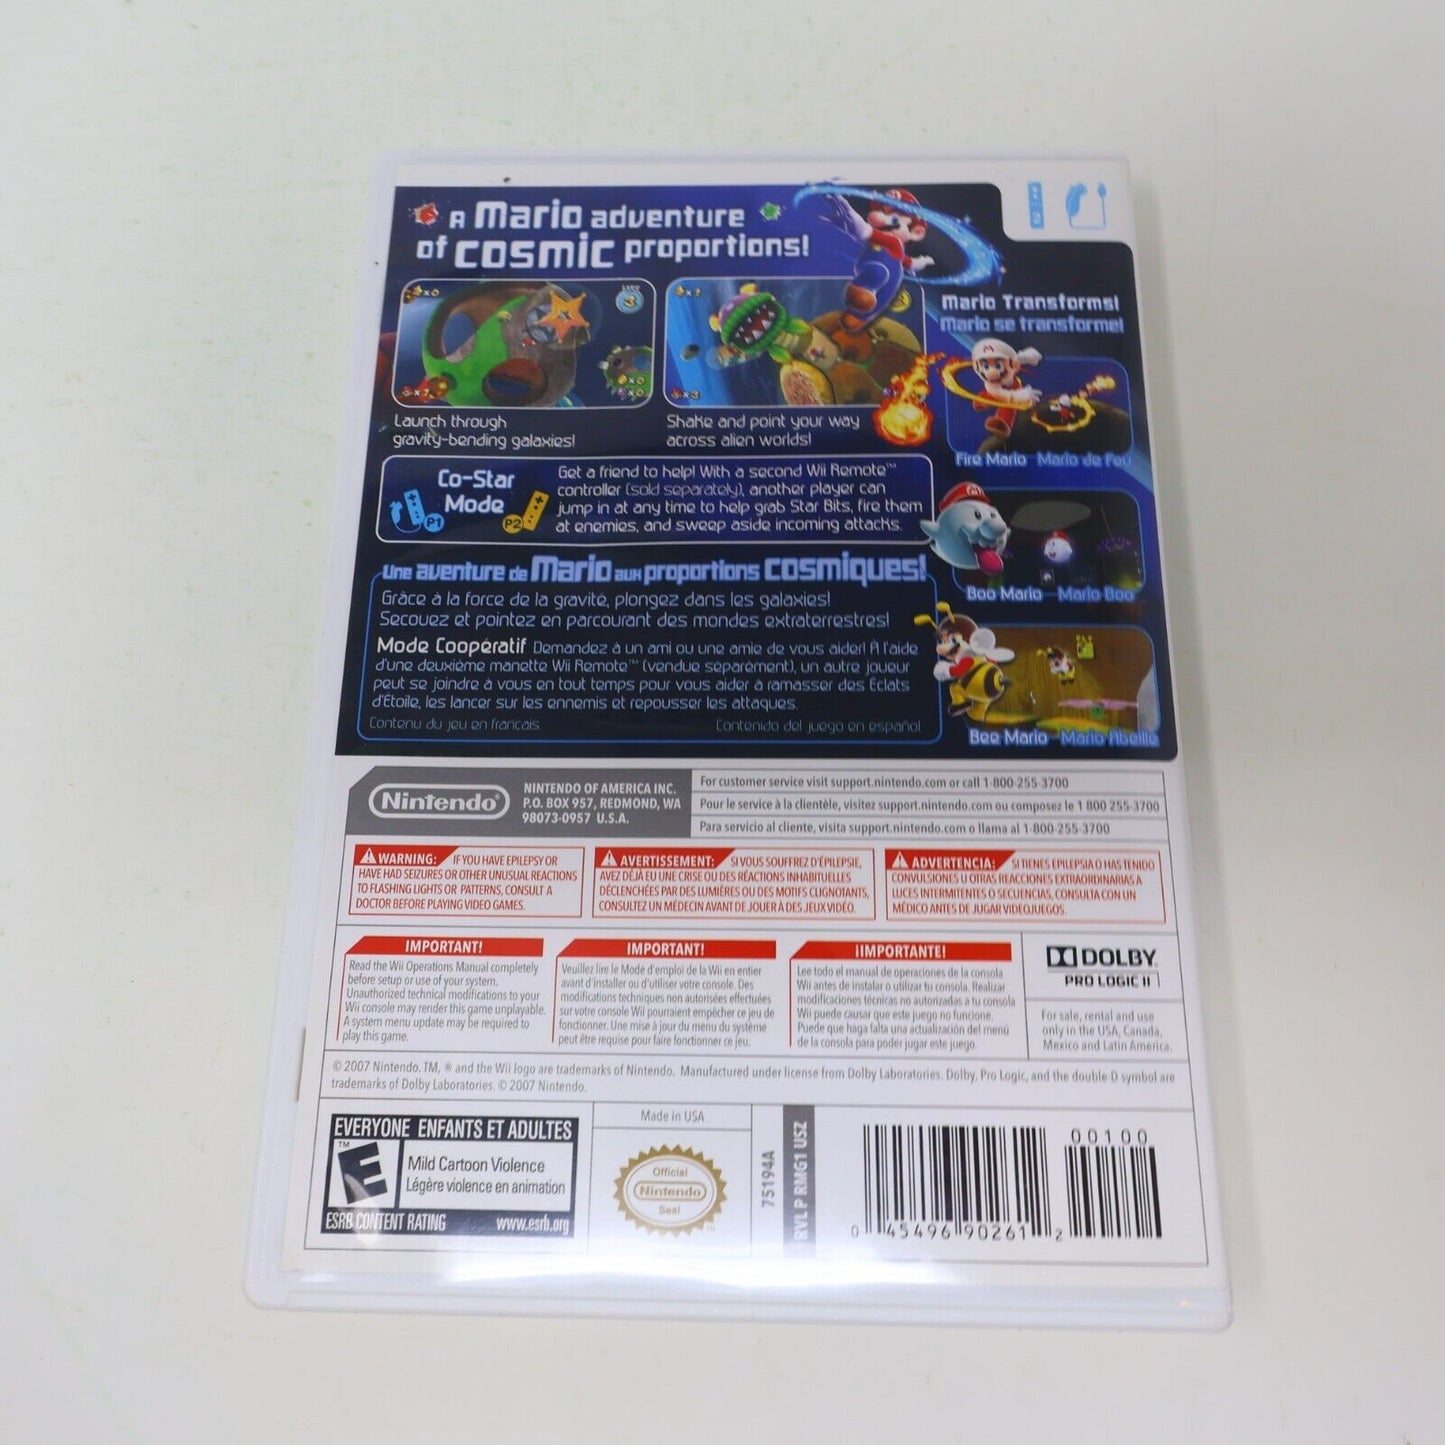 A Mario adventure
of COSMIC proportions!
Launch through
gravity-bending galaxies!
Shake and point your way
across alien worlds!
Mario Transforms!
Mario se transforme!
Fire Mario Mario de Feu
Boo Mario Mario Boo
Bee Mario Mario Abeille
Co-Star
Mode
P1
P2
Get a friend to help! With a second Wii Remote™
controller (sold separately), another player can
jump in at any time to help grab Star Bits, fire them
at enemies, and sweep aside incoming attacks.
Une aventure de Mario aux proportions cosmiques!
Grâce à la force de la gravité, plongez dans les galaxies!
Secouez et pointez en parcourant des mondes extraterrestres!
Mode Coopératif Demandez à un ami ou une amie de vous aider! À l'aide
d'une deuxième manette Wii Remote™ (vendue séparément), un autre joueur
peut se joindre à vous en tout temps pour vous aider à ramasser des Éclats
d'Étoile, les lancer sur les ennemis et repousser les attaques.
Contenu du jeu en francais
Contenido del juego en español
Nintendo®
NINTENDO OF AMERICA INC.
P.O. BOX 957, REDMOND, WA
98073-0957 U.S.A.
For customer service visit support.nintendo.com or call 1-800-255-3700
Pour le service à la clientèle, visitez support.nintendo.com ou composez le 1 800 255-3700
Para servicio al cliente, visita support.nintendo.com o llama al 1-800-255-3700
WARNING: IF YOU HAVE EPILEPSY OR
HAVE HAD SEIZURES OR OTHER UNUSUAL REACTIONS
TO FLASHING LIGHTS OR PATTERNS, CONSULT A
DOCTOR BEFORE PLAYING VIDEO GAMES.
AVERTISSEMENT: SI VOUS SOUFFREZ D'ÉPILEPSIE,
AVEZ DÉJÀ EU UNE CRISE OU DES RÉACTIONS INHABITUELLES
DÉCLENCHÉES PAR DES LUMIÈRES OU DES MOTIFS CLIGNOTANTS,
CONSULTEZ UN MÉDECIN AVANT DE JOUER À DES JEUX VIDÉO.
ADVERTENCIA: SI TIENES EPILEPSIA O HAS TENIDO
CONVULSIONES U OTRAS REACCIONES EXTRAORDINARIAS A
LUCES INTERMITENTES O SECUENCIAS, CONSULTA CON UN
MÉDICO ANTES DE JUGAR VIDEOJUEGOS.
IMPORTANT!
Read the Wii Operations Manual completely
before setup or use of your system.
Unauthorized technical modifications to your
Wii console may render this game unplayable.
A system menu update may be required to
play this game.
IMPORTANT!
Veuillez lire le Mode d'emploi de la Wii en entier
avant d'installer ou d'utiliser votre console. Des
modifications techniques non autorisées effectuées
sur votre console Wii pourraient empêcher ce jeu de
fonctionner. Une mise à jour du menu du système
peut être requise pour faire fonctionner ce jeu.
¡IMPORTANTE!
Lee todo el manual de operaciones de la consola
Wii antes de instalar o utilizar tu consola. Realizar
modificaciones técnicas no autorizadas a tu consola
Wii puede causar que este juego no funcione.
Puede que haga falta una actualización del menú
de la consola para poder jugar este juego.
DOLBY
PRO LOGIC II
For sale, rental and use
only in the USA, Canada,
Mexico and Latin America.
© 2007 Nintendo. TM, ® and the Wii logo are trademarks of Nintendo. Manufactured under license from Dolby Laboratories. Dolby, Pro Logic, and the double-D symbol are
trademarks of Dolby Laboratories. © 2007 Nintendo.
EVERYONE ENFANTS ET ADULTES
E
Mild Cartoon Violence
Légère violence en animation
ESRB CONTENT RATING www.esrb.org
Made in USA
Official
Nintendo
Seal
75194A
RVL P RMG1 USZ
0 45496 90261 2
00100